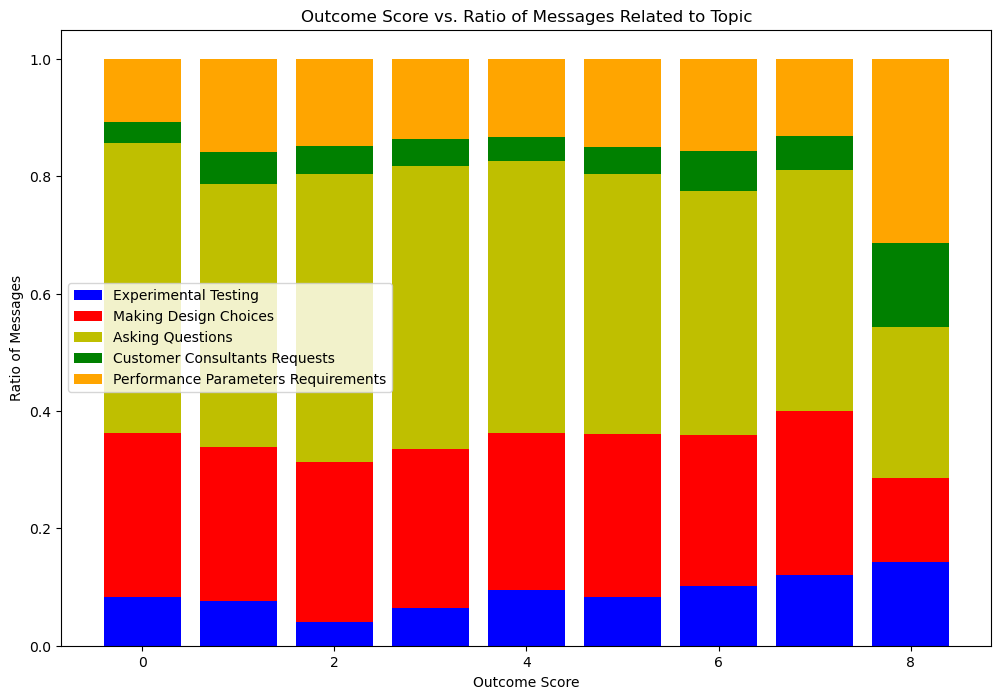 Outcome Score vs. Ratio of Messages Related to Topic
1.0
0.8
0.6
0.4
0.2
0.0
Ratio of Messages
Experimental Testing
Making Design Choices
Asking Questions
Customer Consultants Requests
Performance Parameters Requirements
0 2 4 6 8
Outcome Score